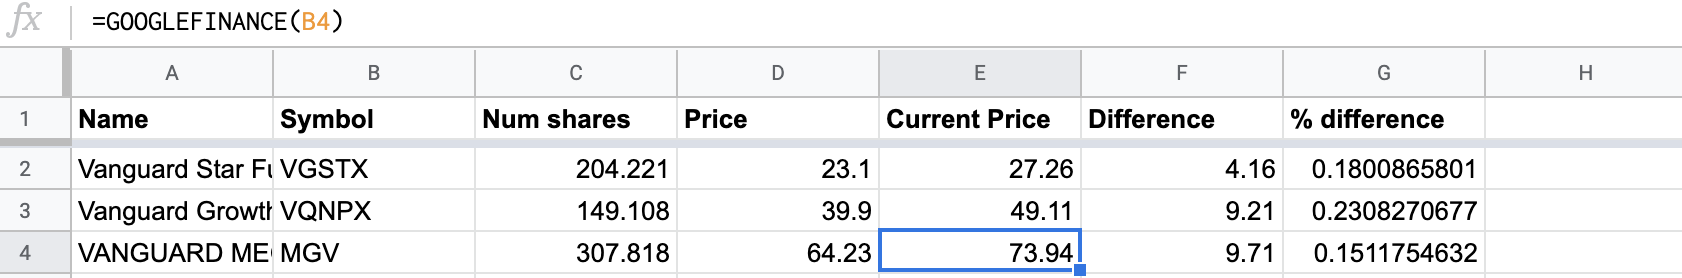 fx =GOOGLEFINANCE(B4)
A B C D E F G H
1 Name Symbol Num shares Price Current Price Difference % difference
2 Vanguard Star Fu VGSTX 204.221 23.1 27.26 4.16 0.1800865801
3 Vanguard Growth VQNPX 149.108 39.9 49.11 9.21 0.2308270677
4 VANGUARD ME MGV 307.818 64.23 73.94 9.71 0.1511754632